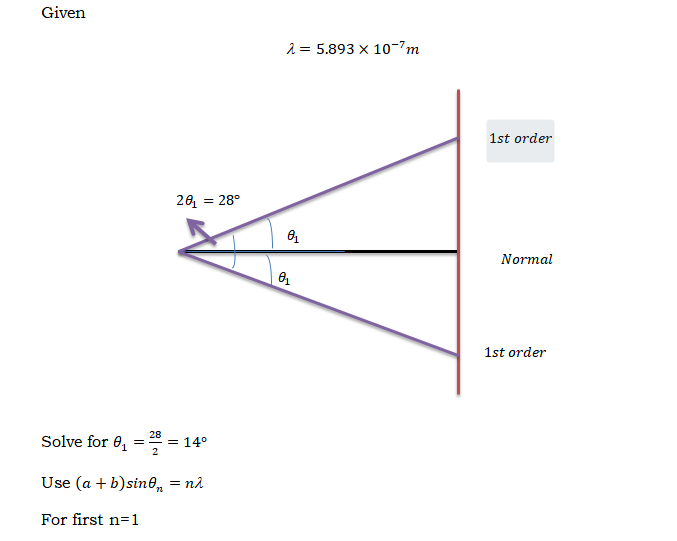 Given
λ = 5.893 × 10⁻⁷m
1st order
2θ₁ = 28°
θ₁
Normal
θ₁
1st order
Solve for θ₁ = 28/2 = 14°
Use (a + b)sinθₙ = nλ
For first n=1